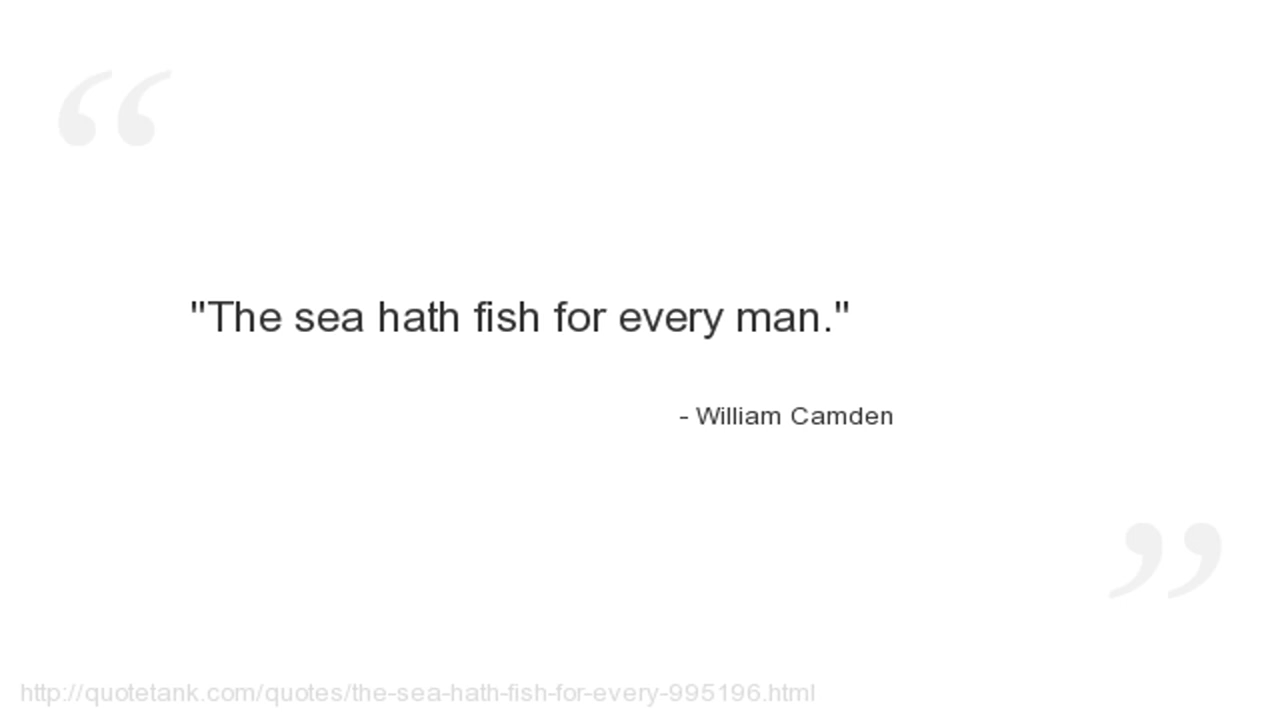 "The sea hath fish for every man."
- William Camden
http://quotetank.com/quotes/the-sea-hath-fish-for-every-995196.html